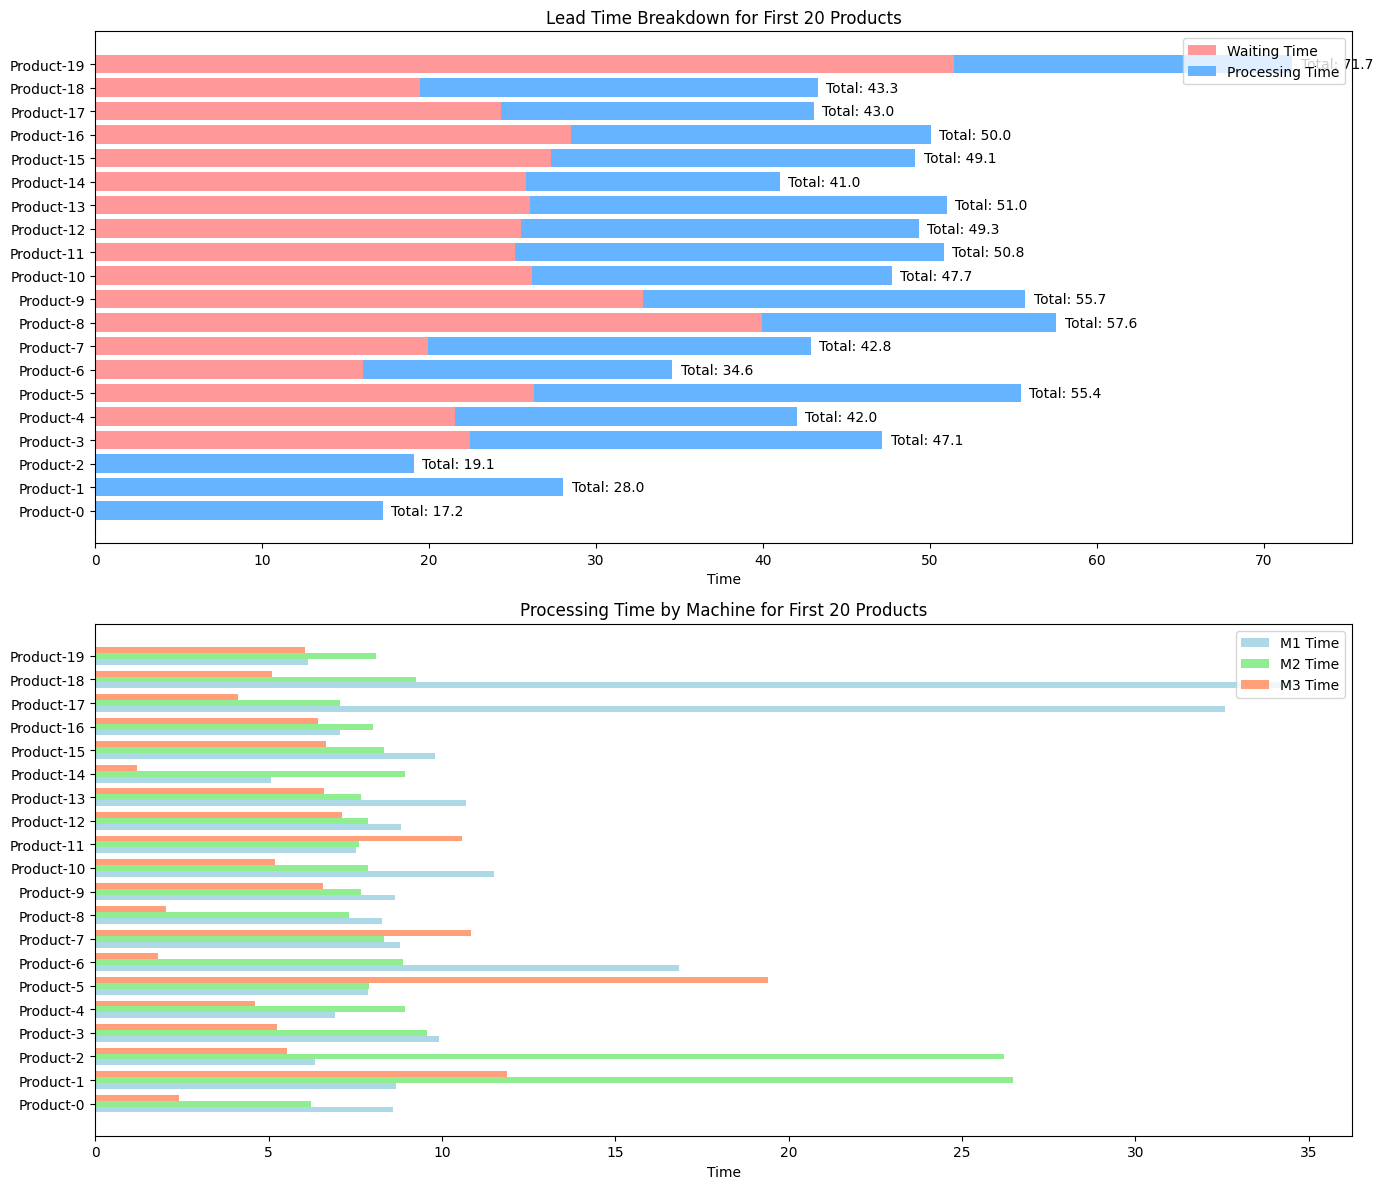 Lead Time Breakdown for First 20 Products
Waiting Time
Processing Time
Product-19 Total: 71.7
Product-18 Total: 43.3
Product-17 Total: 43.0
Product-16 Total: 50.0
Product-15 Total: 49.1
Product-14 Total: 41.0
Product-13 Total: 51.0
Product-12 Total: 49.3
Product-11 Total: 50.8
Product-10 Total: 47.7
Product-9 Total: 55.7
Product-8 Total: 57.6
Product-7 Total: 42.8
Product-6 Total: 34.6
Product-5 Total: 55.4
Product-4 Total: 42.0
Product-3 Total: 47.1
Product-2 Total: 19.1
Product-1 Total: 28.0
Product-0 Total: 17.2
0 10 20 30 40 50 60 70
Time
Processing Time by Machine for First 20 Products
M1 Time
M2 Time
M3 Time
Product-19
Product-18
Product-17
Product-16
Product-15
Product-14
Product-13
Product-12
Product-11
Product-10
Product-9
Product-8
Product-7
Product-6
Product-5
Product-4
Product-3
Product-2
Product-1
Product-0
0 5 10 15 20 25 30 35
Time